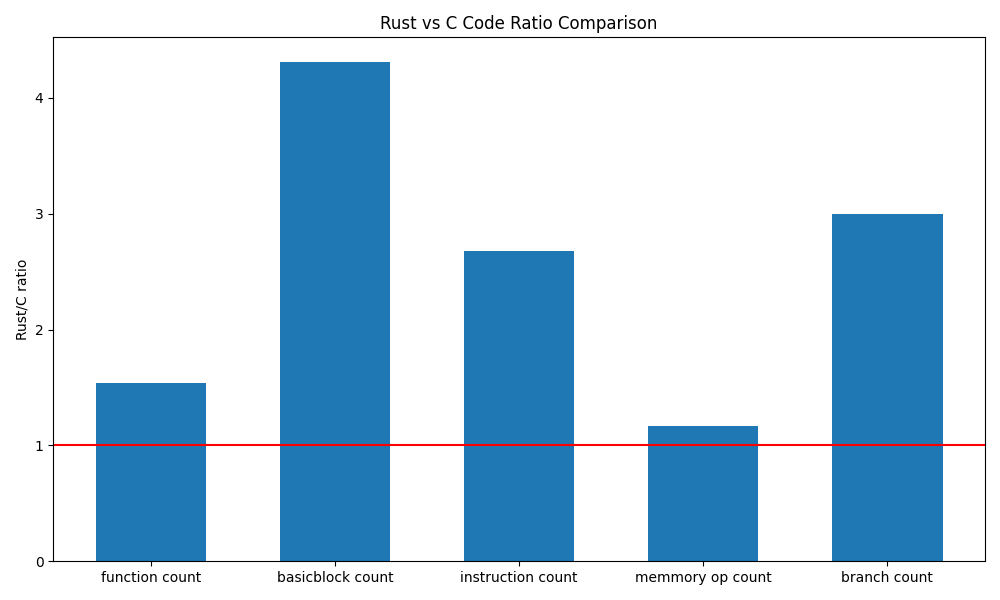 Rust vs C Code Ratio Comparison
Rust/C ratio
4
3
2
1
0
function count
basicblock count
instruction count
memmory op count
branch count